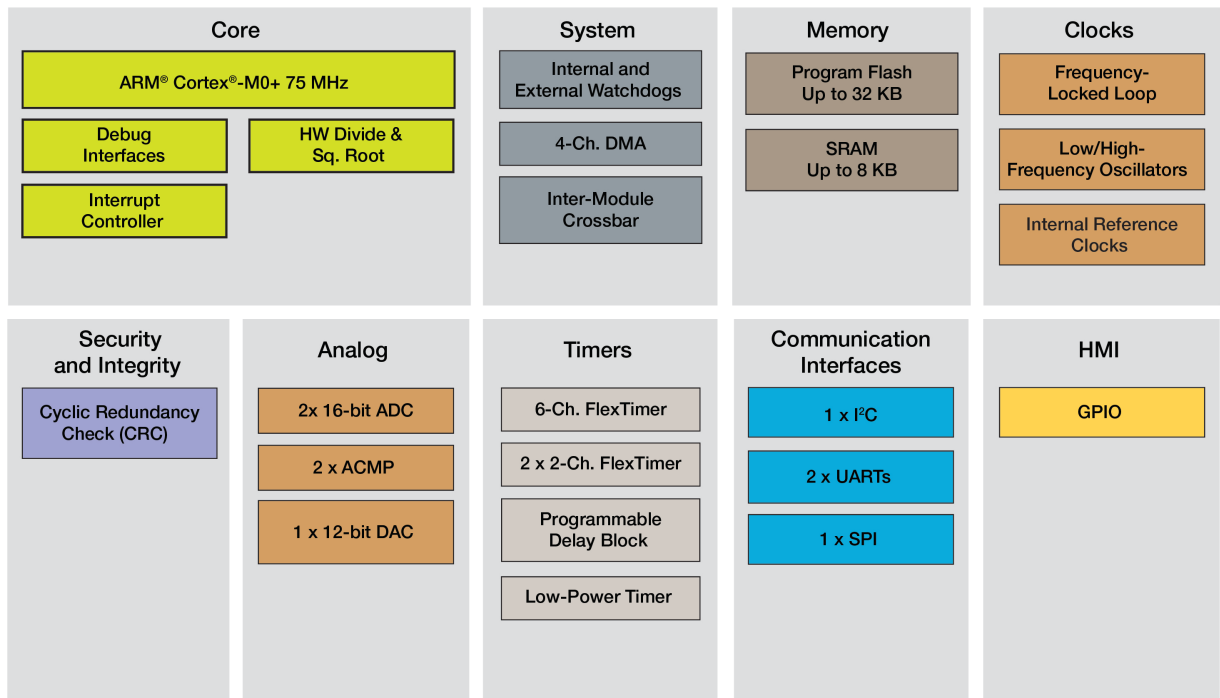 Core
ARM® Cortex®-M0+ 75 MHz
Debug
Interfaces
HW Divide &
Sq. Root
Interrupt
Controller
System
Internal and
External Watchdogs
4-Ch. DMA
Inter-Module
Crossbar
Memory
Program Flash
Up to 32 KB
SRAM
Up to 8 KB
Clocks
Frequency-
Locked Loop
Low/High-
Frequency Oscillators
Internal Reference
Clocks
Security
and Integrity
Cyclic Redundancy
Check (CRC)
Analog
2x 16-bit ADC
2 x ACMP
1 x 12-bit DAC
Timers
6-Ch. FlexTimer
2 x 2-Ch. FlexTimer
Programmable
Delay Block
Low-Power Timer
Communication
Interfaces
1 x I²C
2 x UARTs
1 x SPI
HMI
GPIO